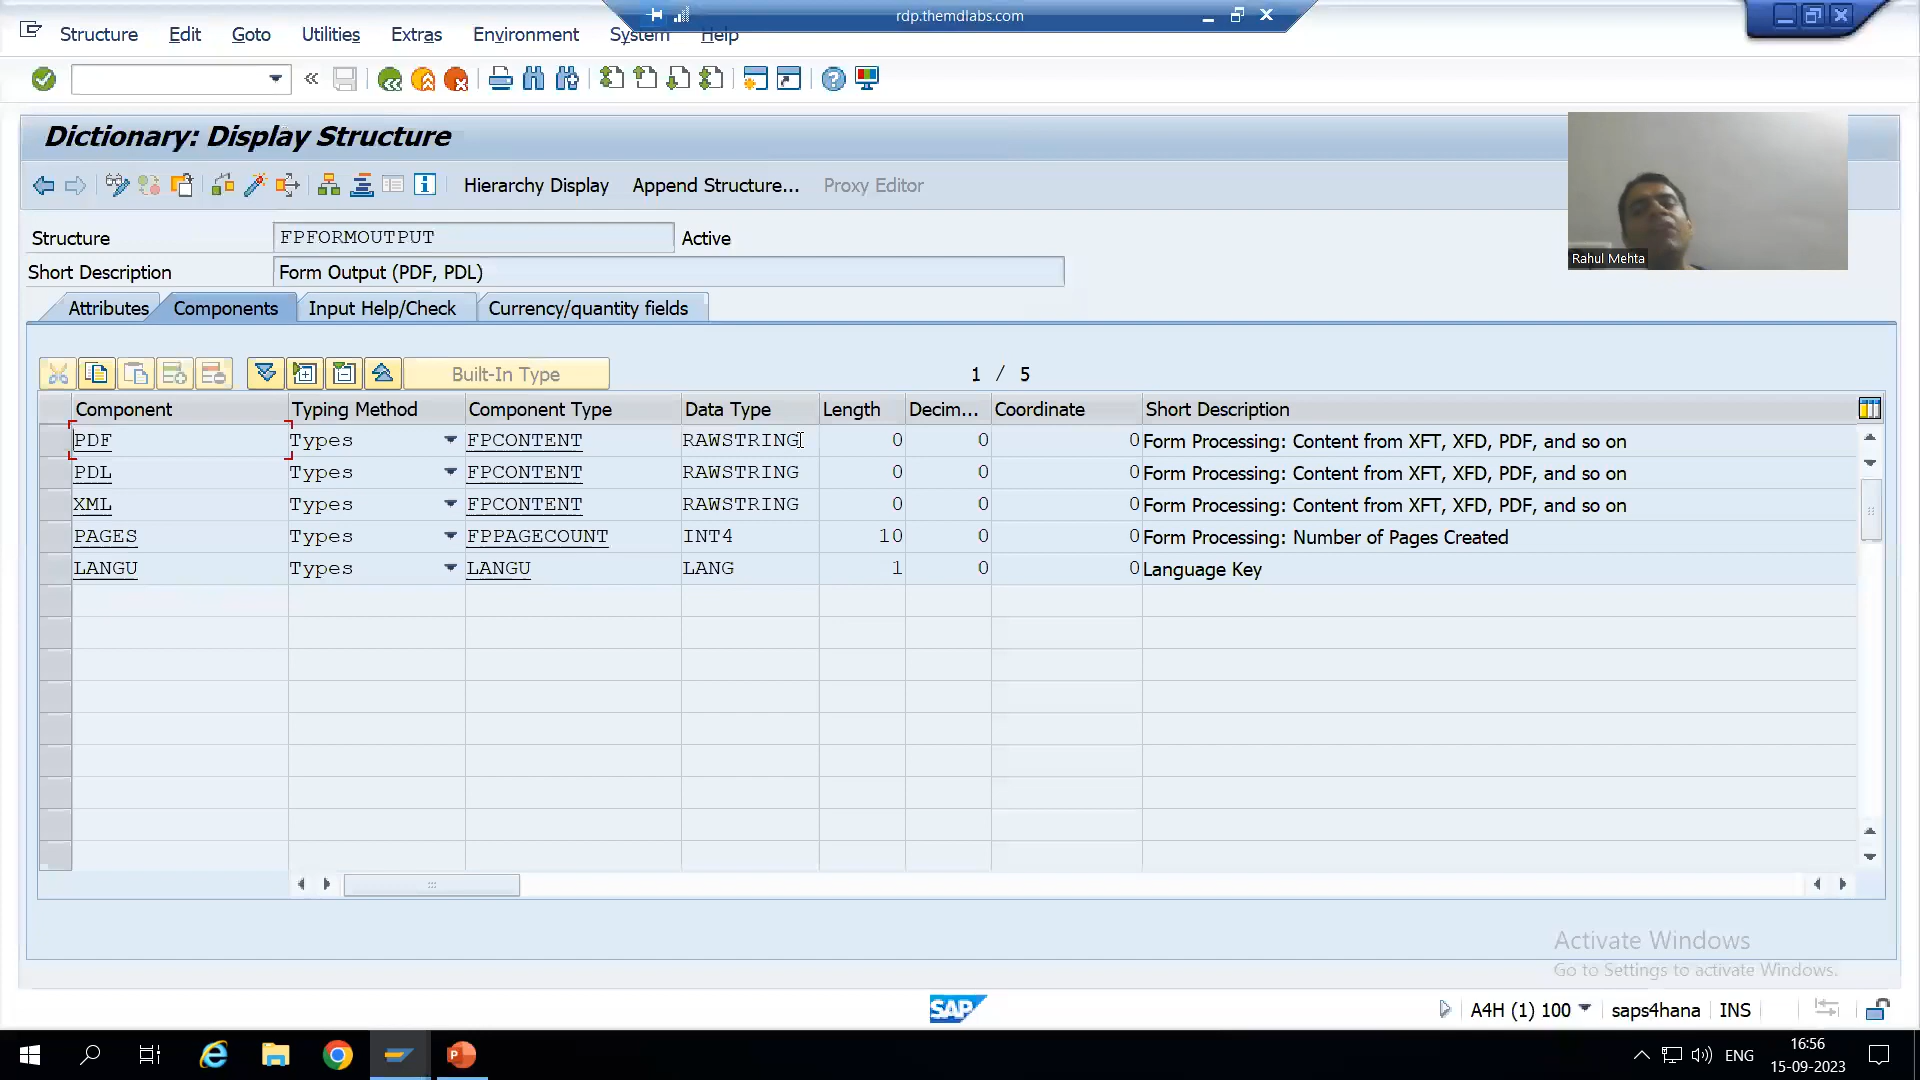 rdp.themdlabs.com
Structure Edit Goto Utilities Extras Environment System Help
Dictionary: Display Structure
Hierarchy Display Append Structure... Proxy Editor
Structure FPFORMOUTPUT Active
Short Description Form Output (PDF, PDL)
Rahul Mehta
Attributes Components Input Help/Check Currency/quantity fields
Built-In Type 1 / 5
Component Typing Method Component Type Data Type Length Decim... Coordinate Short Description
PDF Types FPCONTENT RAWSTRING 0 0 0 Form Processing: Content from XFT, XFD, PDF, and so on
PDL Types FPCONTENT RAWSTRING 0 0 0 Form Processing: Content from XFT, XFD, PDF, and so on
XML Types FPCONTENT RAWSTRING 0 0 0 Form Processing: Content from XFT, XFD, PDF, and so on
PAGES Types FPPAGECOUNT INT4 10 0 0 Form Processing: Number of Pages Created
LANGU Types LANGU LANG 1 0 0 Language Key
Activate Windows
Go to Settings to activate Windows.
SAP A4H (1) 100 saps4hana INS
ENG 16:56
15-09-2023